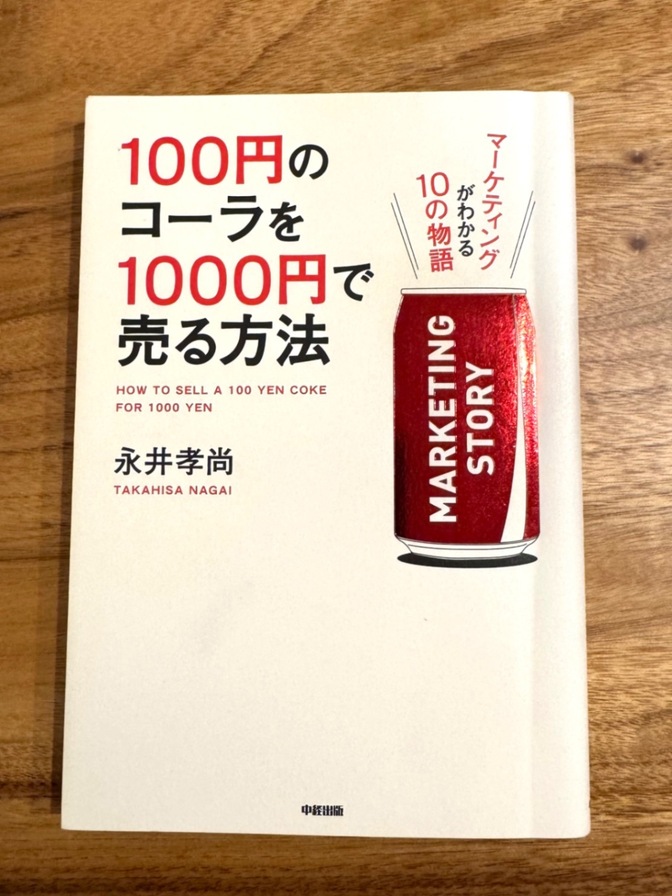 100円の
コーラを
1000円で
売る方法
HOW TO SELL A 100 YEN COKE
FOR 1000 YEN
永井孝尚
TAKAHISA NAGAI
マーケティング
がわかる
10の物語
MARKETING
STORY
中経出版